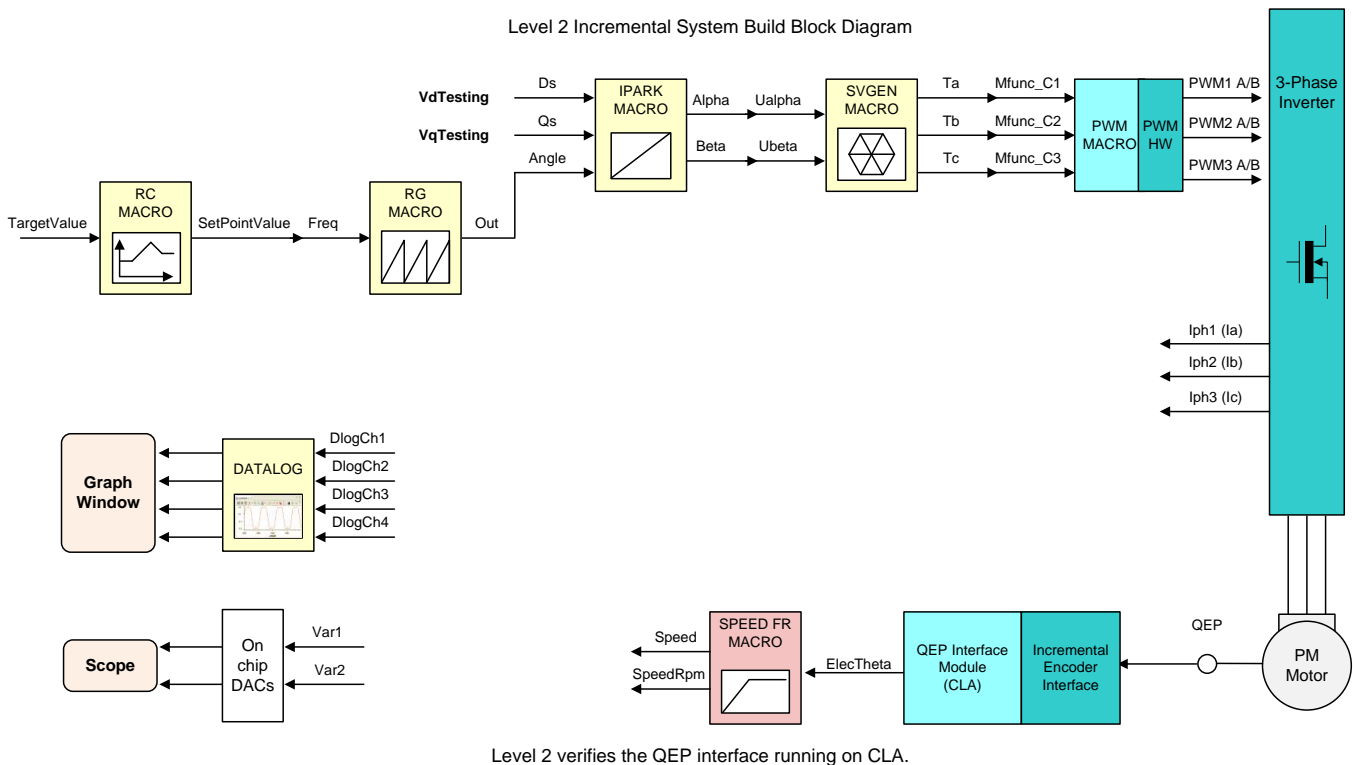 Level 2 Incremental System Build Block Diagram
VdTesting
VqTesting
Ds
Qs
Angle
IPARK
MACRO
Alpha
Beta
Ualpha
Ubeta
SVGEN
MACRO
Ta
Tb
Tc
Mfunc_C1
Mfunc_C2
Mfunc_C3
PWM
MACRO
PWM
HW
PWM1 A/B
PWM2 A/B
PWM3 A/B
3-Phase
Inverter
TargetValue
RC
MACRO
SetPointValue
Freq
RG
MACRO
Out
Iph1 (Ia)
Iph2 (Ib)
Iph3 (Ic)
Graph
Window
DATALOG
DlogCh1
DlogCh2
DlogCh3
DlogCh4
Scope
On
chip
DACs
Var1
Var2
Speed
SpeedRpm
SPEED FR
MACRO
ElecTheta
QEP Interface
Module
(CLA)
Incremental
Encoder
Interface
QEP
PM
Motor
Level 2 verifies the QEP interface running on CLA.